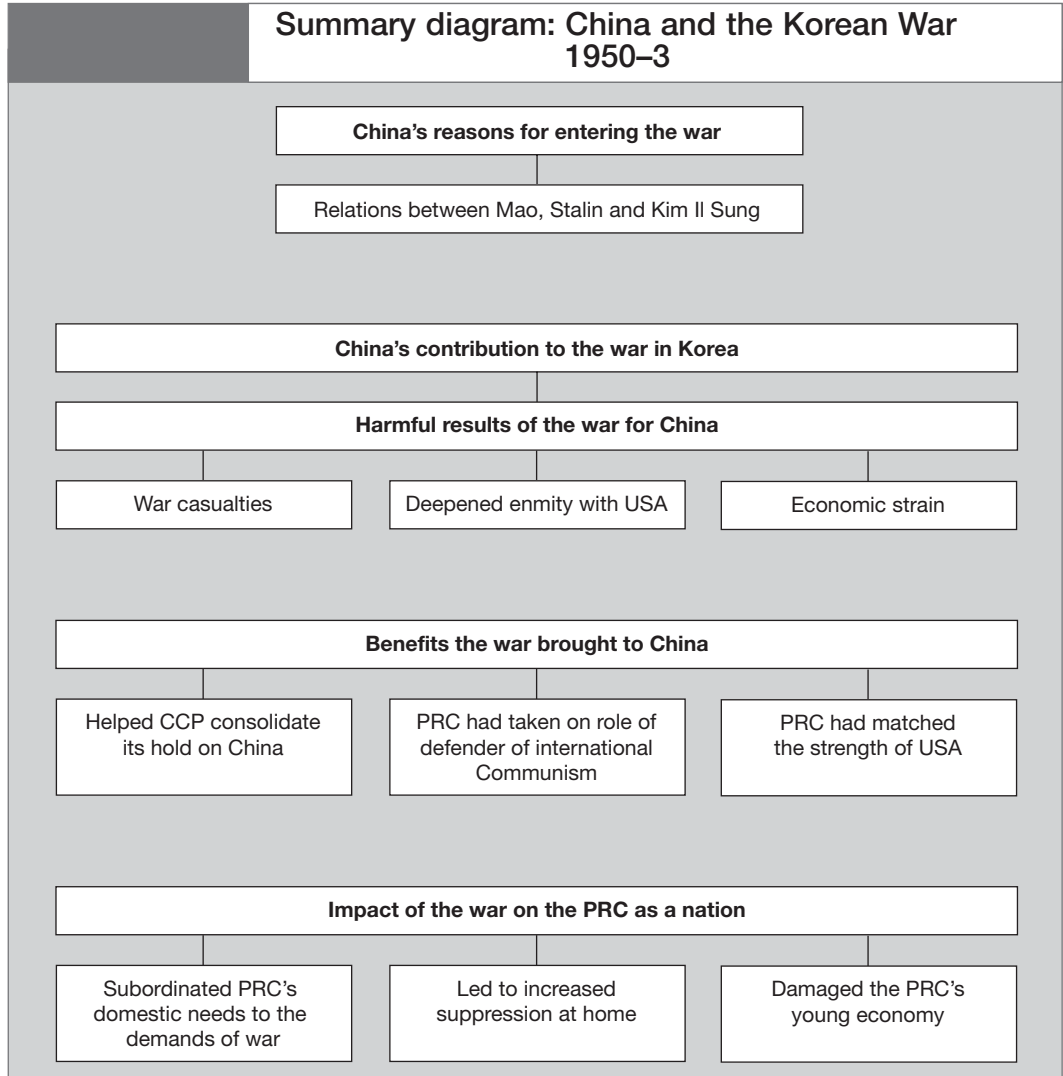 Summary diagram: China and the Korean War
1950–3
China's reasons for entering the war
Relations between Mao, Stalin and Kim Il Sung
China's contribution to the war in Korea
Harmful results of the war for China
War casualties
Deepened enmity with USA
Economic strain
Benefits the war brought to China
Helped CCP consolidate
its hold on China
PRC had taken on role of
defender of international
Communism
PRC had matched
the strength of USA
Impact of the war on the PRC as a nation
Subordinated PRC's
domestic needs to the
demands of war
Led to increased
suppression at home
Damaged the PRC's
young economy